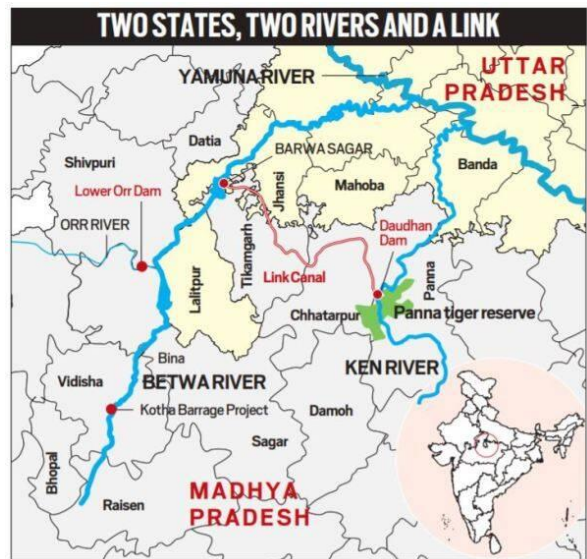 TWO STATES, TWO RIVERS AND A LINK
YAMUNA RIVER
UTTAR
PRADESH
Datia
BARWA SAGAR
Shivpuri
Lower Orr Dam
Jhansi
Mahoba
Banda
ORR RIVER
Tikamgarh
Daudhan
Dam
Lalitpur
Link Canal
Panna
Chhatarpur
Panna tiger reserve
Bina
Vidisha
BETWA RIVER
KEN RIVER
Kotha Barrage Project
Damoh
Sagar
Bhopal
Raisen
MADHYA
PRADESH